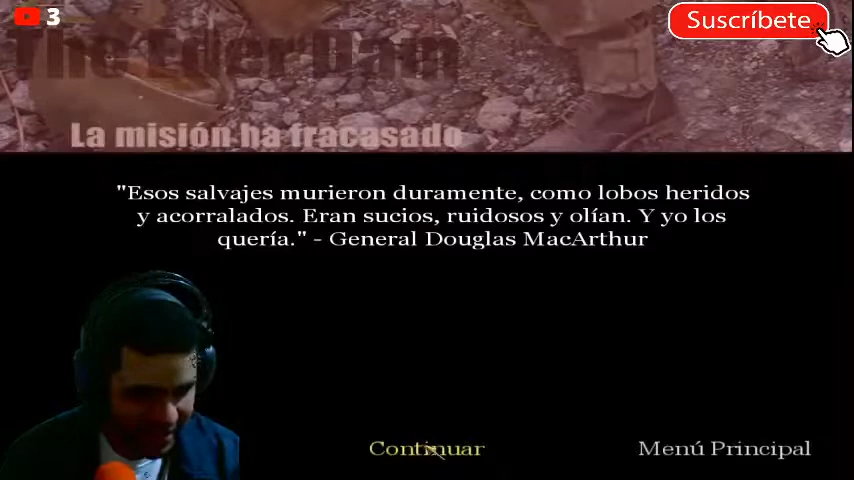 3
Suscríbete
The Eder Dam
La misión ha fracasado
"Esos salvajes murieron duramente, como lobos heridos
y acorralados. Eran sucios, ruidosos y olían. Y yo los
quería." - General Douglas MacArthur
Continuar
Menú Principal